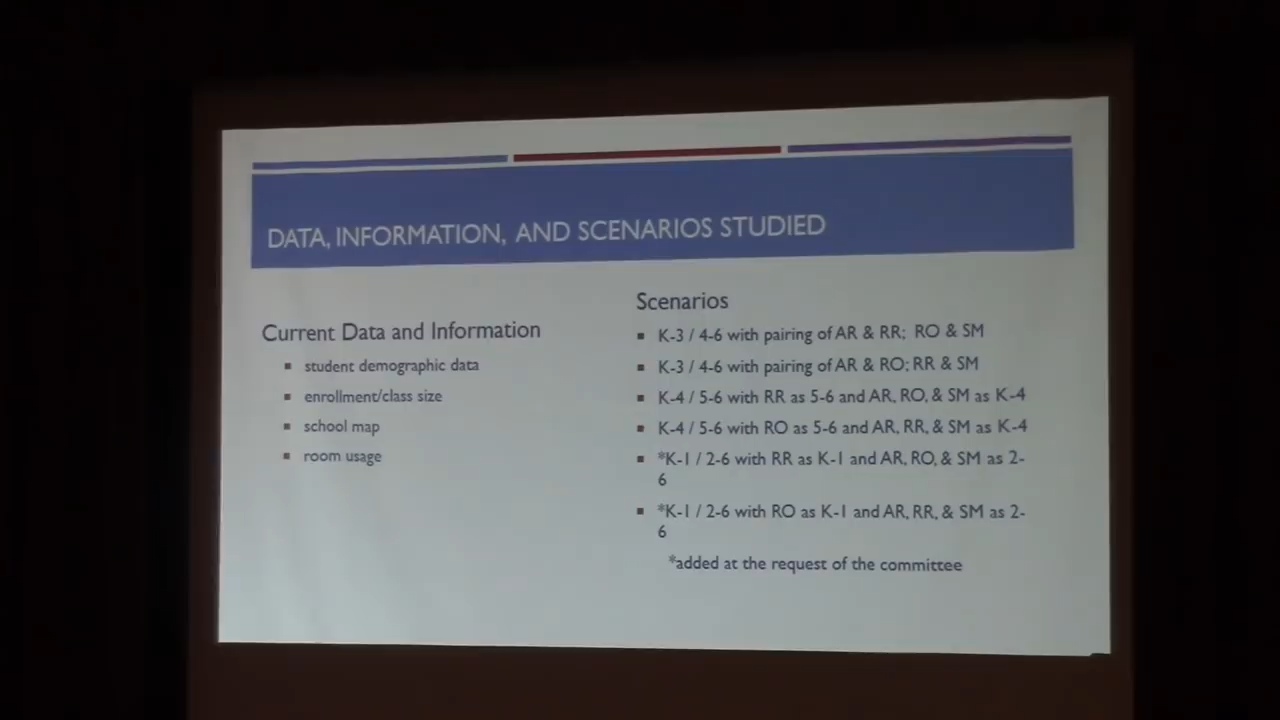 DATA, INFORMATION, AND SCENARIOS STUDIED
Current Data and Information
▪ student demographic data
▪ enrollment/class size
▪ school map
▪ room usage
Scenarios
▪ K-3 / 4-6 with pairing of AR & RR; RO & SM
▪ K-3 / 4-6 with pairing of AR & RO; RR & SM
▪ K-4 / 5-6 with RR as 5-6 and AR, RO, & SM as K-4
▪ K-4 / 5-6 with RO as 5-6 and AR, RR, & SM as K-4
▪ *K-1 / 2-6 with RR as K-1 and AR, RO, & SM as 2-
6
▪ *K-1 / 2-6 with RO as K-1 and AR, RR, & SM as 2-
6
*added at the request of the committee